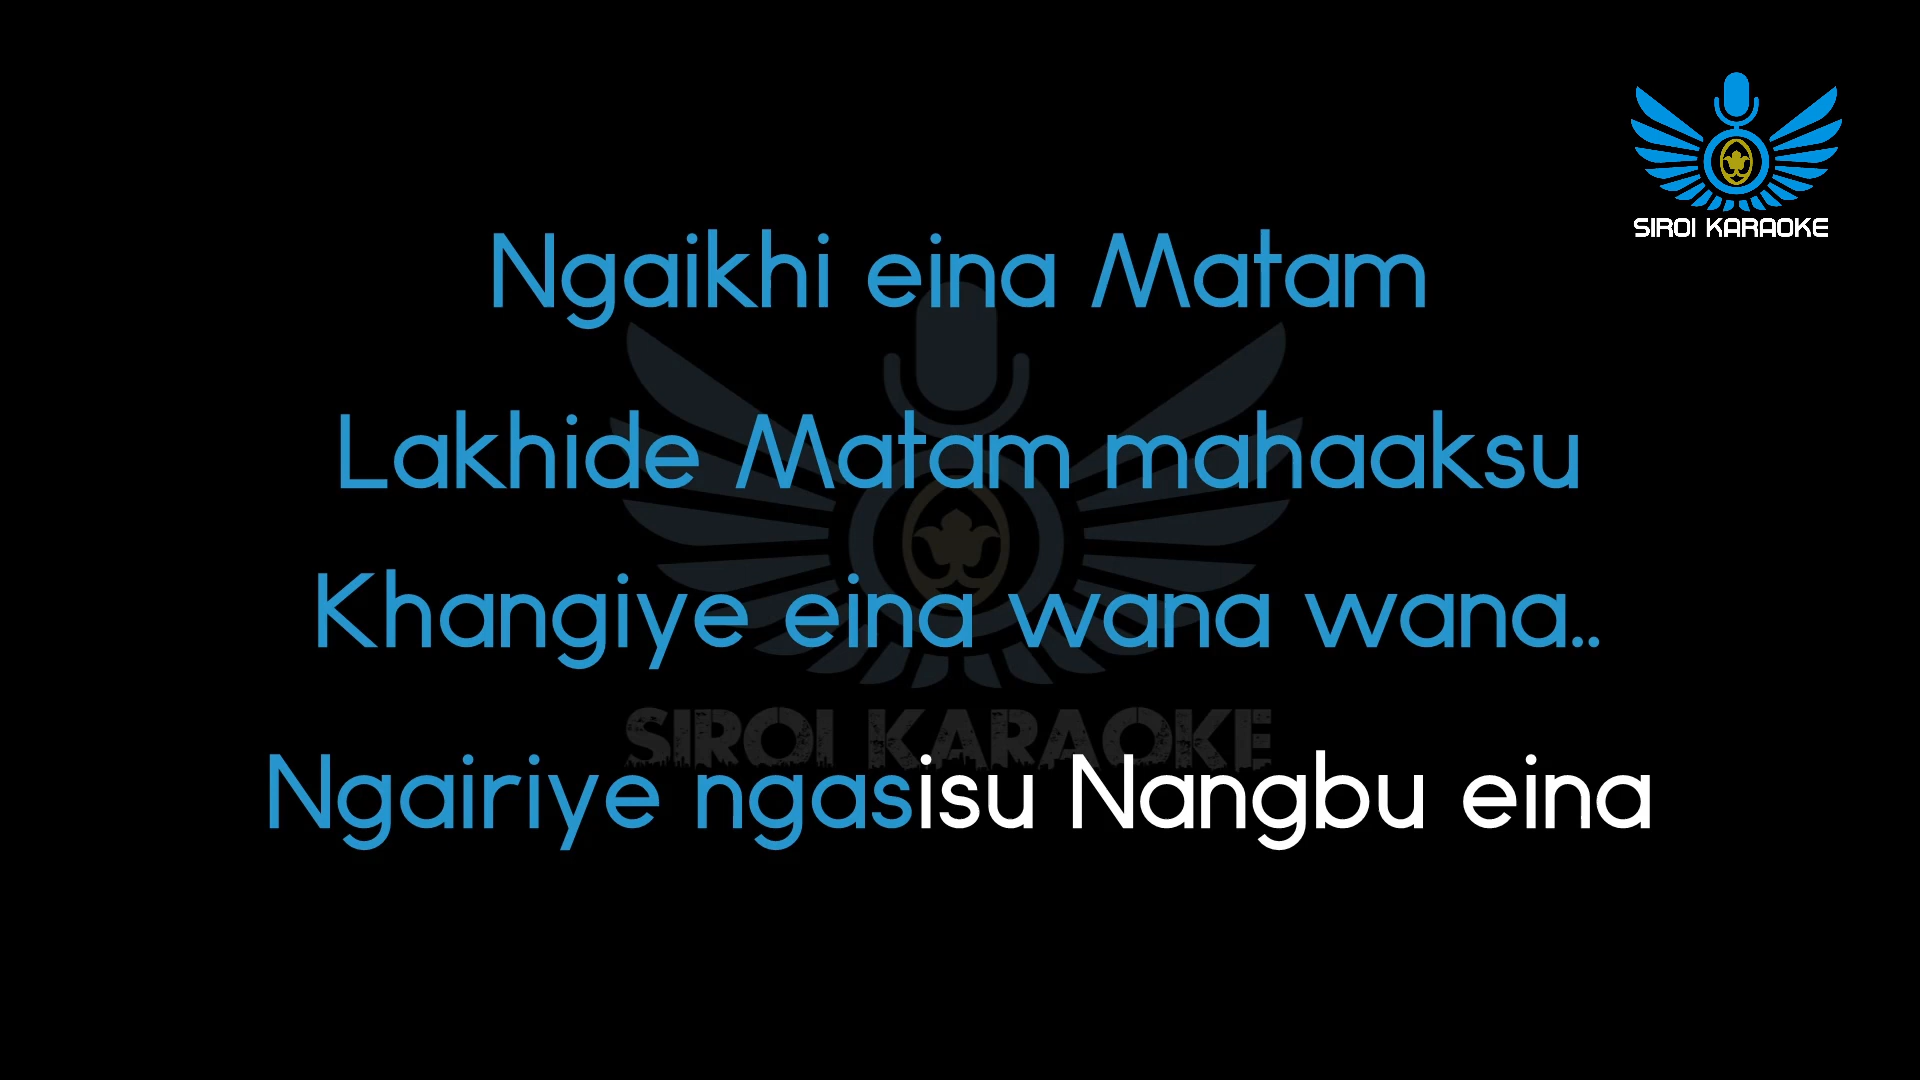 SIROI KARAOKE
Ngaikhi eina Matam
Lakhide Matam mahaaksu
Khangiye eina wana wana..
SIROI KARAOKE
Ngairiye ngasisu Nangbu eina